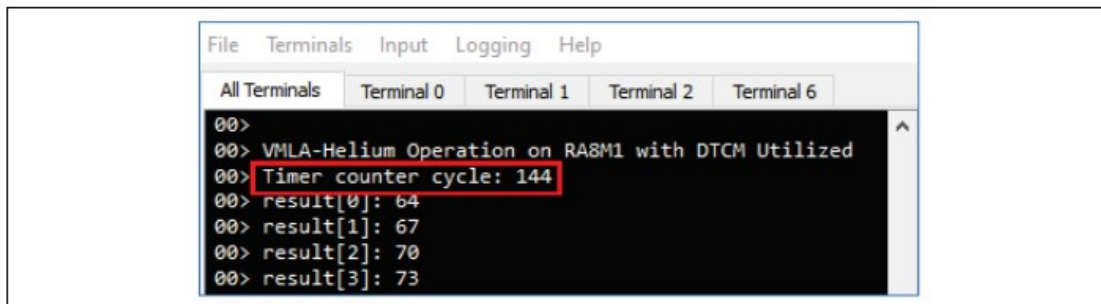 File Terminals Input Logging Help
All Terminals Terminal 0 Terminal 1 Terminal 2 Terminal 6
00>
00> VMLA-Helium Operation on RA8M1 with DTCM Utilized
00> Timer counter cycle: 144
00> result[0]: 64
00> result[1]: 67
00> result[2]: 70
00> result[3]: 73